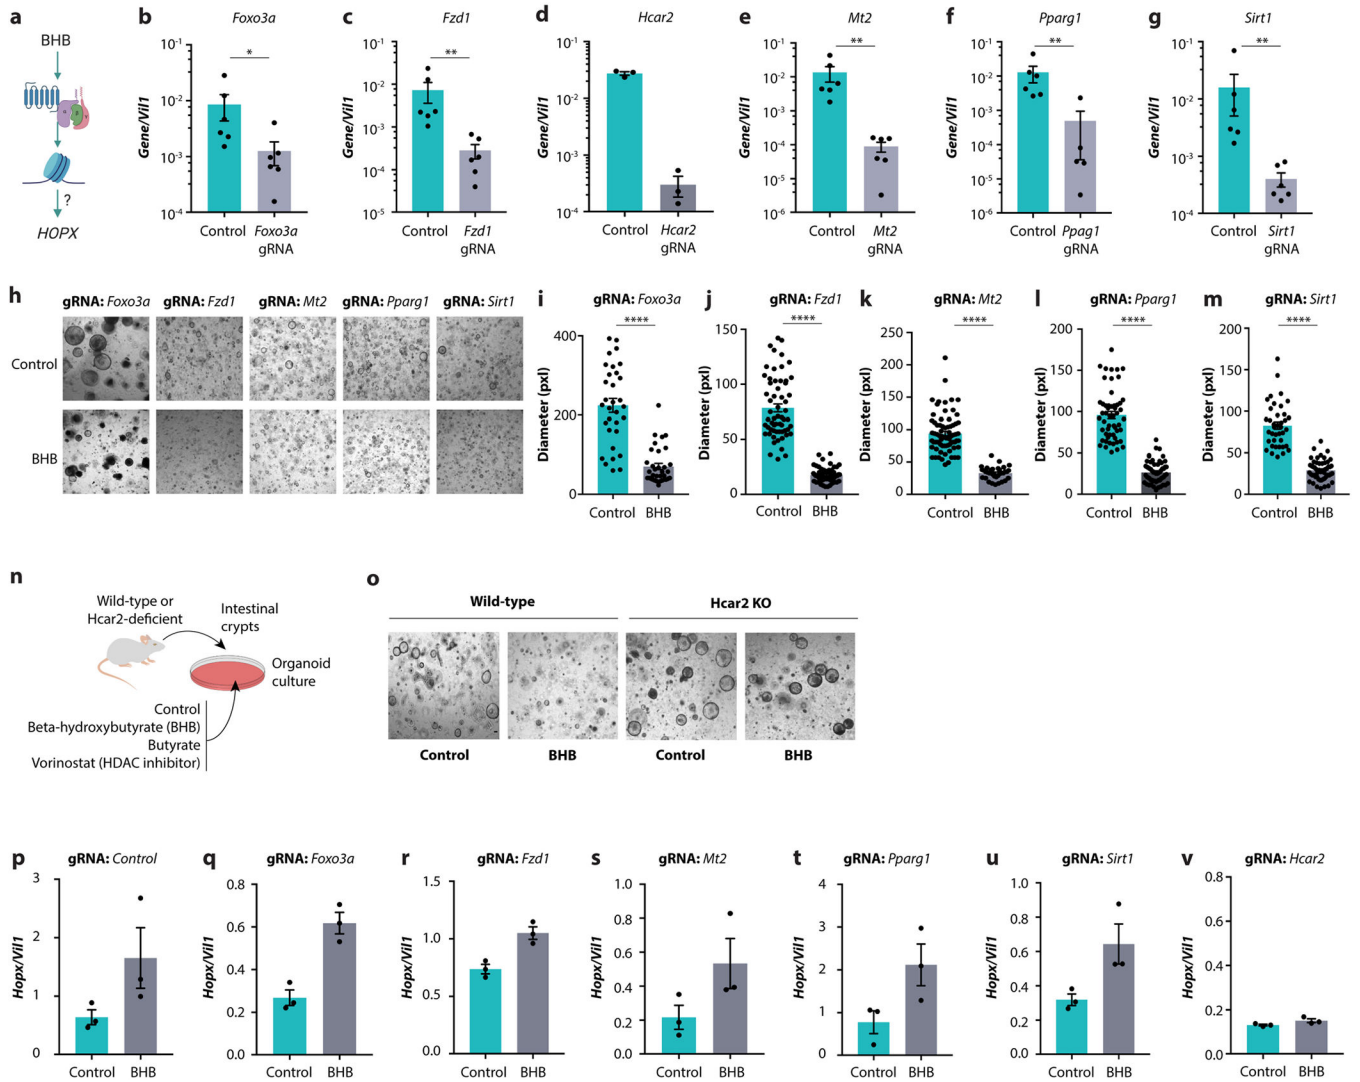 a
BHB
?
HOPX
b
Foxo3a
*
Gene/Vil1
10-1
10-2
10-3
10-4
Control Foxo3a
gRNA
c
Fzd1
**
Gene/Vil1
10-1
10-2
10-3
10-4
10-5
Control Fzd1
gRNA
d
Hcar2
Gene/Vil1
10-1
10-2
10-3
10-4
Control Hcar2
gRNA
e
Mt2
**
Gene/Vil1
10-1
10-2
10-3
10-4
10-5
10-6
Control Mt2
gRNA
f
Pparg1
**
Gene/Vil1
10-1
10-2
10-3
10-4
10-5
10-6
Control Ppag1
gRNA
g
Sirt1
**
Gene/Vil1
10-1
10-2
10-3
10-4
Control Sirt1
gRNA
h
gRNA: Foxo3a gRNA: Fzd1 gRNA: Mt2 gRNA: Pparg1 gRNA: Sirt1
Control
BHB
i
gRNA: Foxo3a
****
Diameter (pxl)
400
200
0
Control BHB
j
gRNA: Fzd1
****
Diameter (pxl)
150
100
50
0
Control BHB
k
gRNA: Mt2
****
Diameter (pxl)
250
200
150
100
50
0
Control BHB
l
gRNA: Pparg1
****
Diameter (pxl)
200
150
100
50
0
Control BHB
m
gRNA: Sirt1
****
Diameter (pxl)
200
150
100
50
0
Control BHB
n
Wild-type or
Hcar2-deficient
Intestinal
crypts
Organoid
culture
Control
Beta-hydroxybutyrate (BHB)
Butyrate
Vorinostat (HDAC inhibitor)
o
Wild-type Hcar2 KO
Control BHB Control BHB
p
gRNA: Control
Hopx/Vil1
3
2
1
0
Control BHB
q
gRNA: Foxo3a
Hopx/Vil1
0.8
0.6
0.4
0.2
0.0
Control BHB
r
gRNA: Fzd1
Hopx/Vil1
1.5
1.0
0.5
0.0
Control BHB
s
gRNA: Mt2
Hopx/Vil1
1.0
0.8
0.6
0.4
0.2
0.0
Control BHB
t
gRNA: Pparg1
Hopx/Vil1
4
3
2
1
0
Control BHB
u
gRNA: Sirt1
Hopx/Vil1
1.0
0.8
0.6
0.4
0.2
0.0
Control BHB
v
gRNA: Hcar2
Hopx/Vil1
0.8
0.6
0.4
0.2
0.0
Control BHB